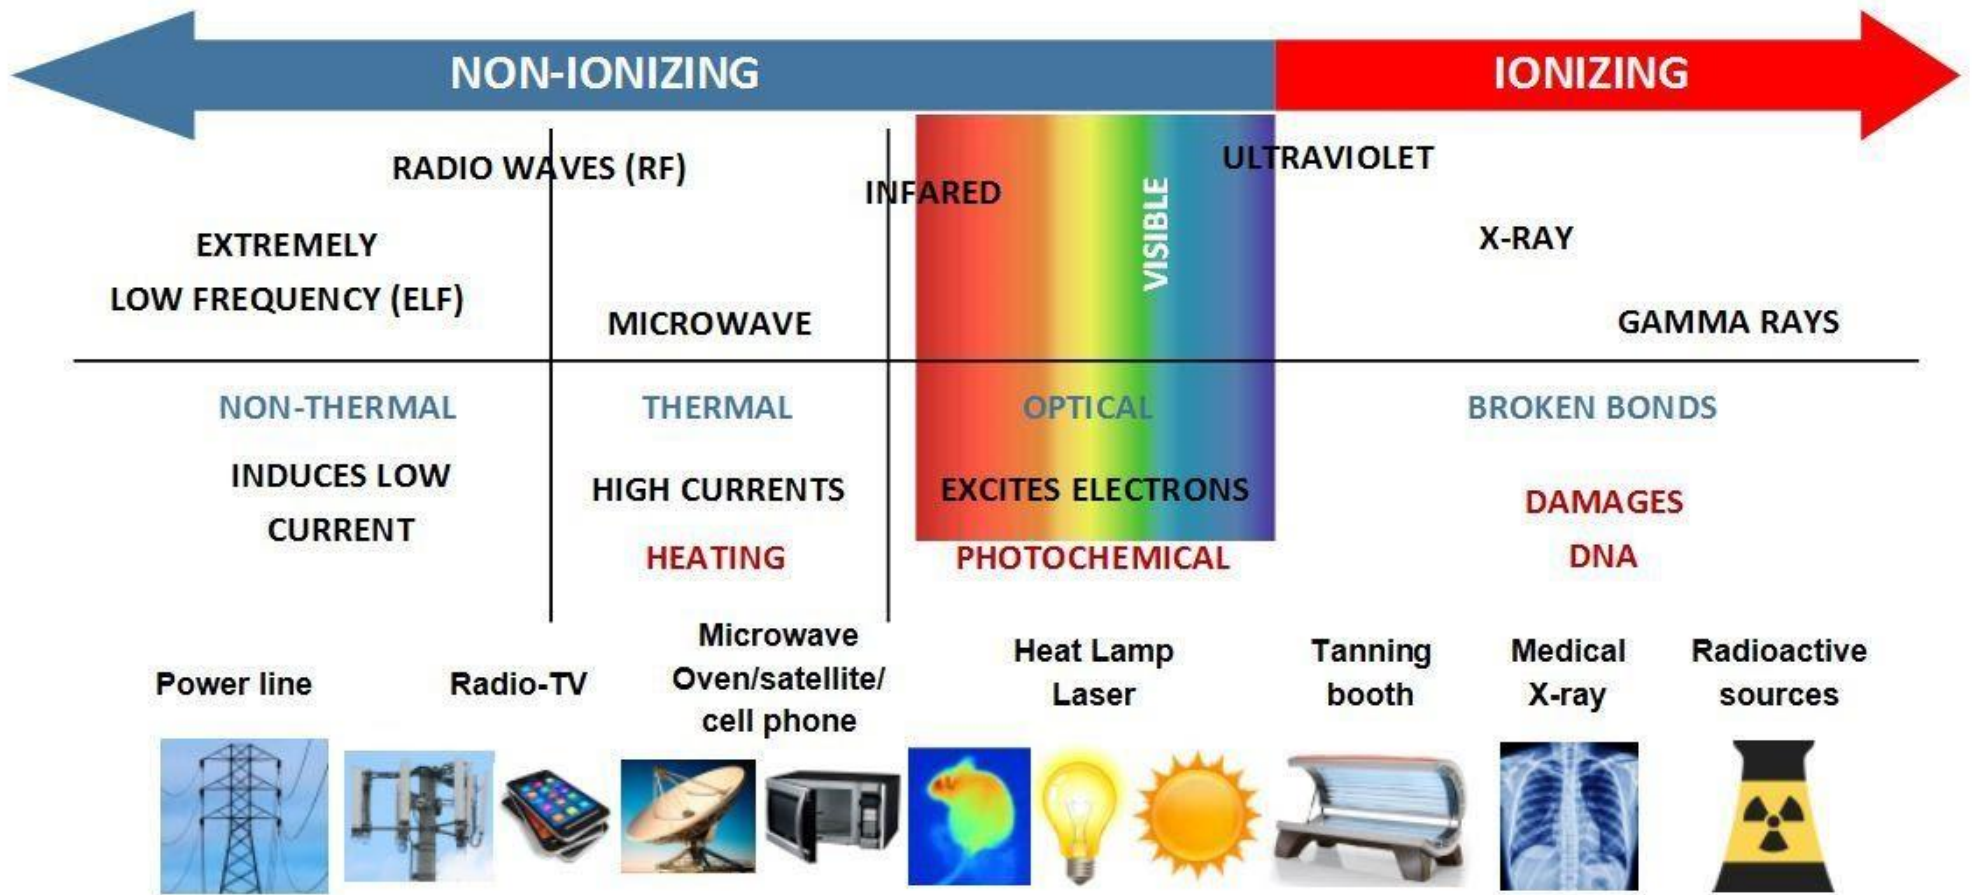 NON-IONIZING
IONIZING
RADIO WAVES (RF)
INFARED
VISIBLE
ULTRAVIOLET
EXTREMELY
LOW FREQUENCY (ELF)
X-RAY
MICROWAVE
GAMMA RAYS
NON-THERMAL
THERMAL
OPTICAL
BROKEN BONDS
INDUCES LOW
CURRENT
HIGH CURRENTS
HEATING
EXCITES ELECTRONS
PHOTOCHEMICAL
DAMAGES
DNA
Power line
Radio-TV
Microwave
Oven/satellite/
cell phone
Heat Lamp
Laser
Tanning
booth
Medical
X-ray
Radioactive
sources